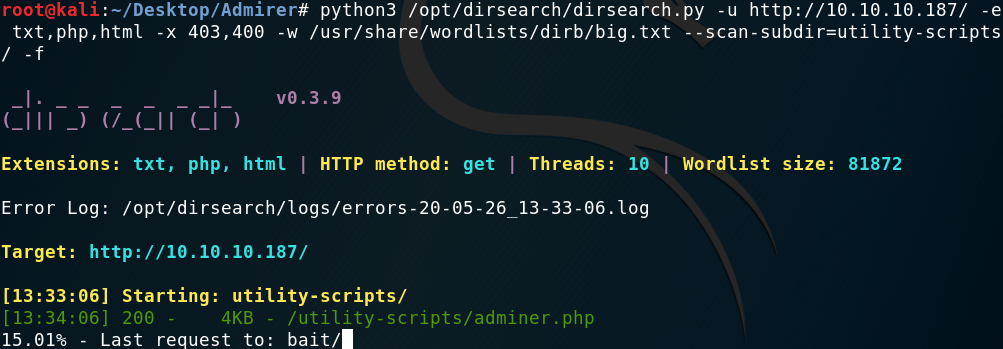 root@kali:~/Desktop/Admirer# python3 /opt/dirsearch/dirsearch.py -u http://10.10.10.187/ -e
 txt,php,html -x 403,400 -w /usr/share/wordlists/dirb/big.txt --scan-subdir=utility-scripts
/ -f
 _|. _ _  _  _  _ _|_    v0.3.9
(_||| _) (/_(_|| (_| )
Extensions: txt, php, html | HTTP method: get | Threads: 10 | Wordlist size: 81872
Error Log: /opt/dirsearch/logs/errors-20-05-26_13-33-06.log
Target: http://10.10.10.187/
[13:33:06] Starting: utility-scripts/
[13:34:06] 200 -    4KB - /utility-scripts/adminer.php
15.01% - Last request to: bait/